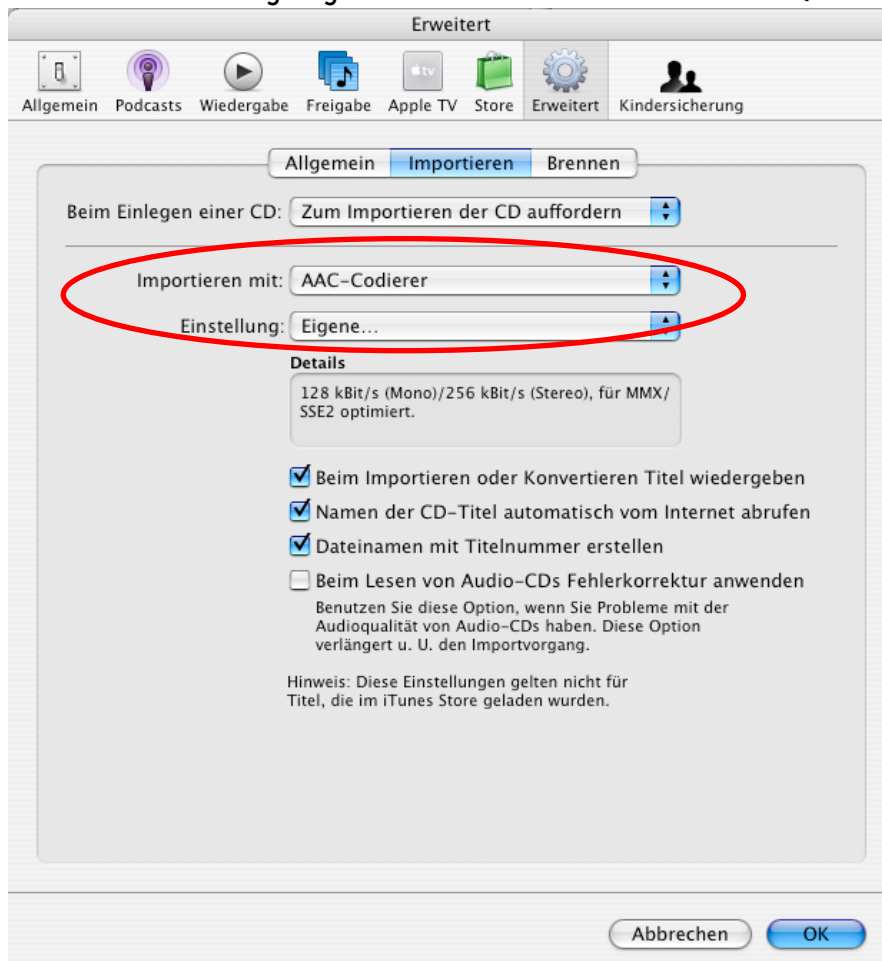 Erweitert
Allgemein Podcasts Wiedergabe Freigabe Apple TV Store Erweitert Kindersicherung
Allgemein Importieren Brennen
Beim Einlegen einer CD: Zum Importieren der CD auffordern
Importieren mit: AAC-Codierer
Einstellung: Eigene...
Details
128 kBit/s (Mono)/256 kBit/s (Stereo), für MMX/
SSE2 optimiert.
Beim Importieren oder Konvertieren Titel wiedergeben
Namen der CD-Titel automatisch vom Internet abrufen
Dateinamen mit Titelnummer erstellen
Beim Lesen von Audio-CDs Fehlerkorrektur anwenden
Benutzen Sie diese Option, wenn Sie Probleme mit der
Audioqualität von Audio-CDs haben. Diese Option
verlängert u. U. den Importvorgang.
Hinweis: Diese Einstellungen gelten nicht für
Titel, die im iTunes Store geladen wurden.
Abbrechen OK